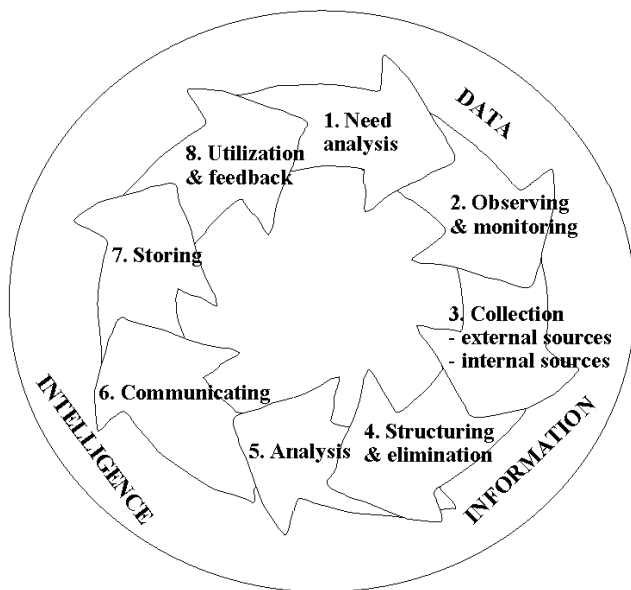 1. Need
analysis
DATA
2. Observing
& monitoring
3. Collection
- external sources
- internal sources
INFORMATION
4. Structuring
& elimination
5. Analysis
INTELLIGENCE
6. Communicating
7. Storing
8. Utilization
& feedback